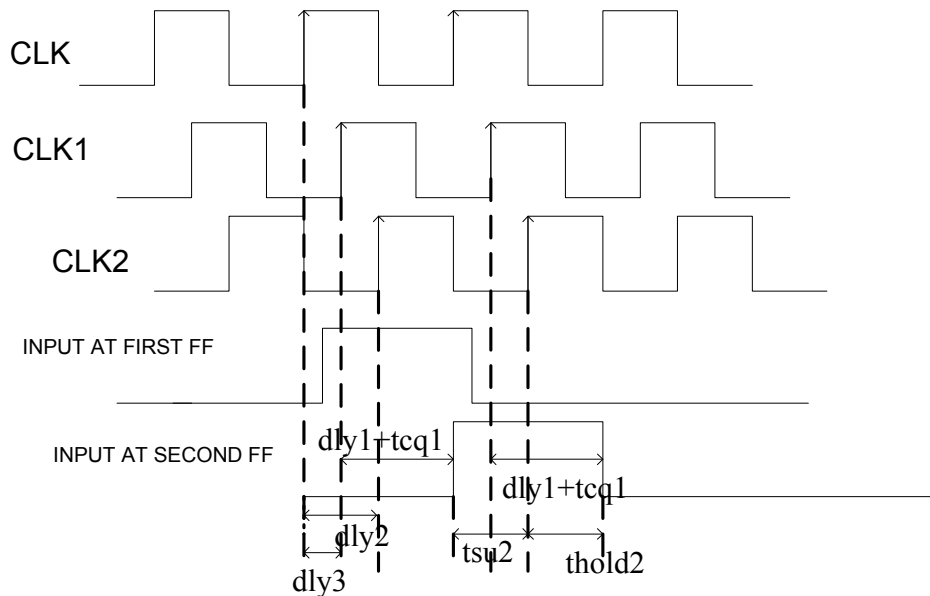 CLK
CLK1
CLK2
INPUT AT FIRST FF
dly1+tcq1
INPUT AT SECOND FF
dly1+tcq1
dly2
tsu2
thold2
dly3